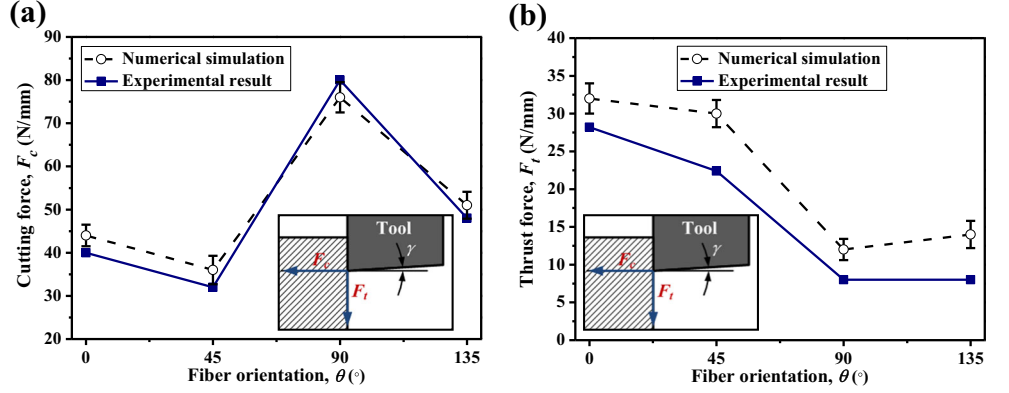 (a)
Cutting force, Fc (N/mm)
90
80
70
60
50
40
30
20
Numerical simulation
Experimental result
Tool
γ
Fc
Ft
0 45 90 135
Fiber orientation, θ (°)
(b)
Thrust force, Ft (N/mm)
40
35
30
25
20
15
10
5
0
Numerical simulation
Experimental result
Tool
γ
Fc
Ft
0 45 90 135
Fiber orientation, θ (°)